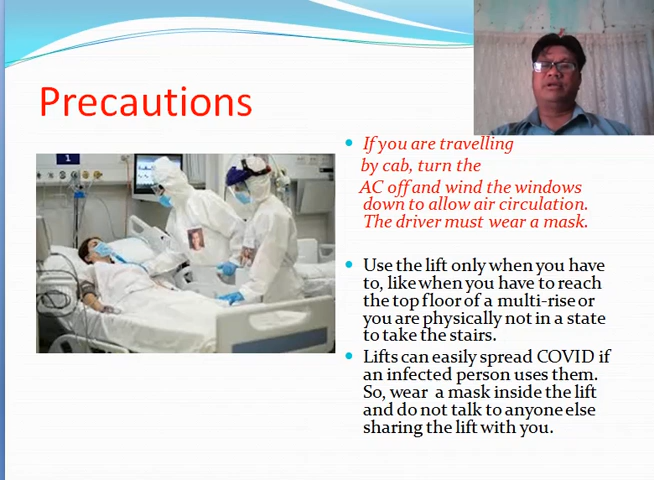 Precautions
If you are travelling
by cab, turn the
AC off and wind the windows
down to allow air circulation.
The driver must wear a mask.
Use the lift only when you have
to, like when you have to reach
the top floor of a multi-rise or
you are physically not in a state
to take the stairs.
Lifts can easily spread COVID if
an infected person uses them.
So, wear a mask inside the lift
and do not talk to anyone else
sharing the lift with you.
1